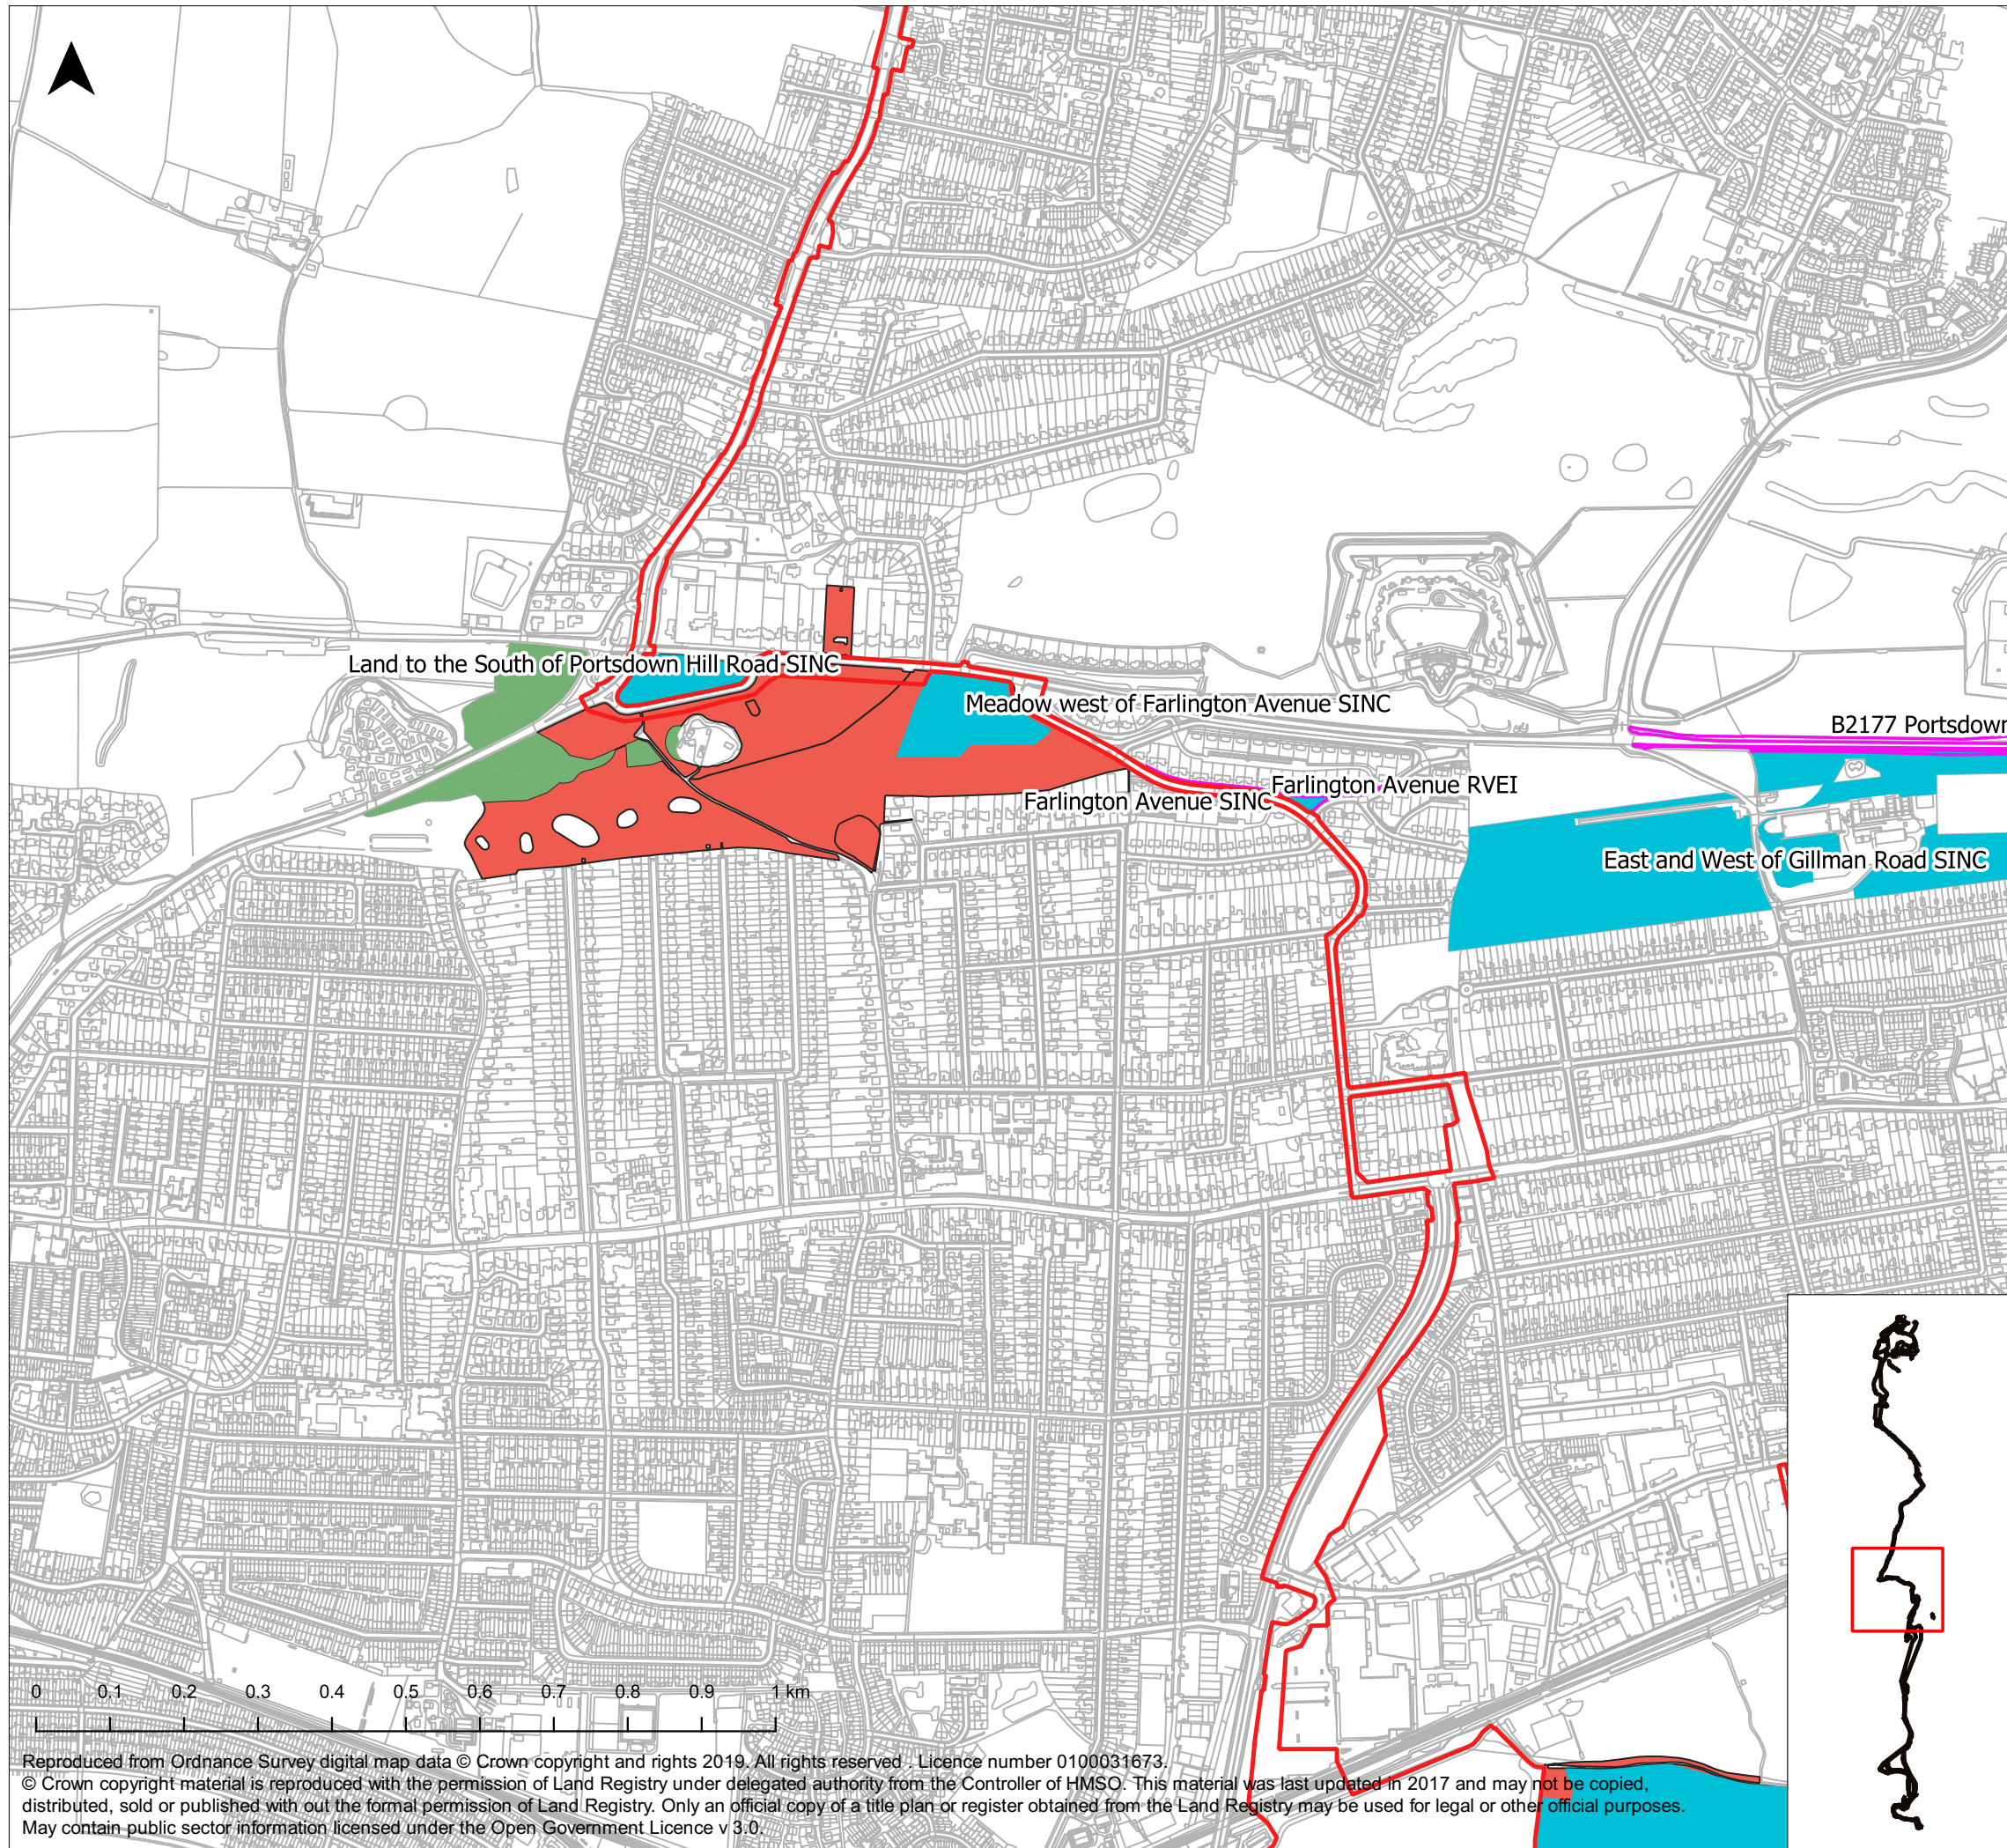 Land to the South of Portsdown Hill Road SINC
Meadow west of Farlington Avenue SINC
B2177 Portsdown
Farlington Avenue RVEI
Farlington Avenue SINC
East and West of Gillman Road SINC
0 0.1 0.2 0.3 0.4 0.5 0.6 0.7 0.8 0.9 1 km
Reproduced from Ordnance Survey digital map data © Crown copyright and rights 2019. All rights reserved . Licence number 0100031673.
© Crown copyright material is reproduced with the permission of Land Registry under delegated authority from the Controller of HMSO. This material was last updated in 2017 and may not be copied,
distributed, sold or published with out the formal permission of Land Registry. Only an official copy of a title plan or register obtained from the Land Registry may be used for legal or other official purposes.
May contain public sector information licensed under the Open Government Licence v 3.0.